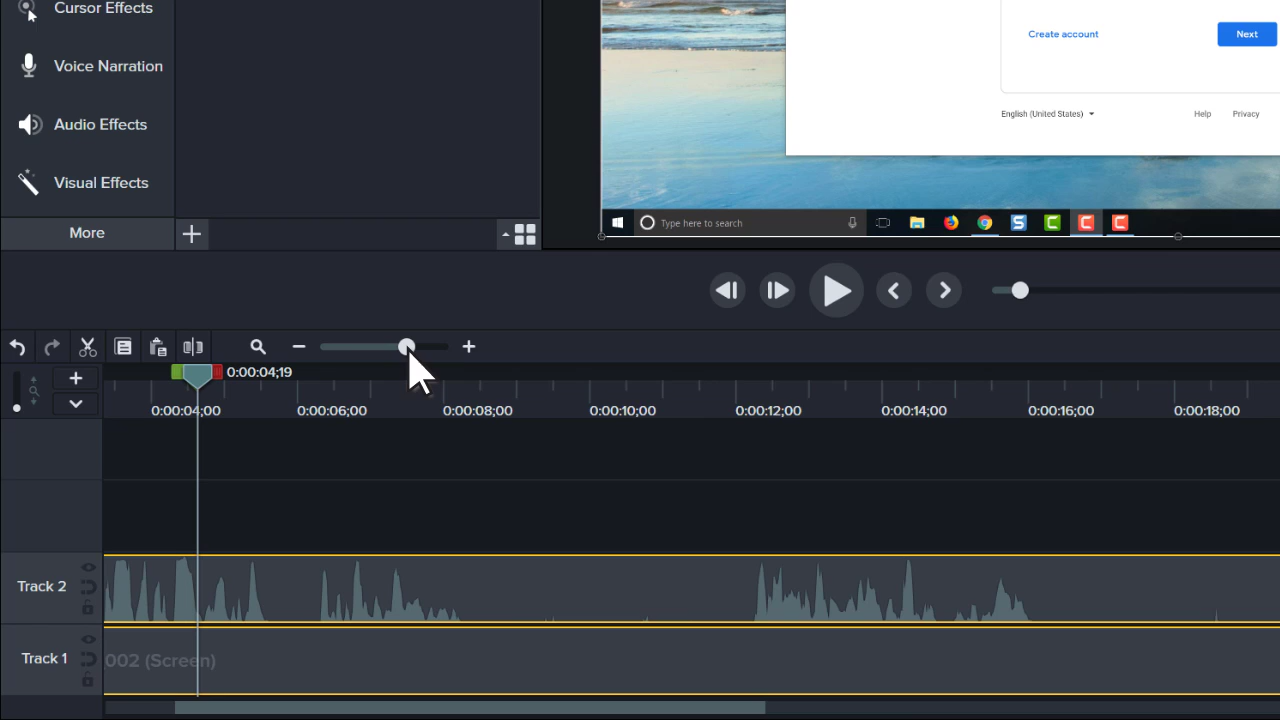 Cursor Effects
Voice Narration
Audio Effects
Visual Effects
More
Create account
Next
English (United States)
Help
Privacy
Type here to search
0:00:04;19
0:00:04;00
0:00:06;00
0:00:08;00
0:00:10;00
0:00:12;00
0:00:14;00
0:00:16;00
0:00:18;00
Track 2
Track 1
002 (Screen)